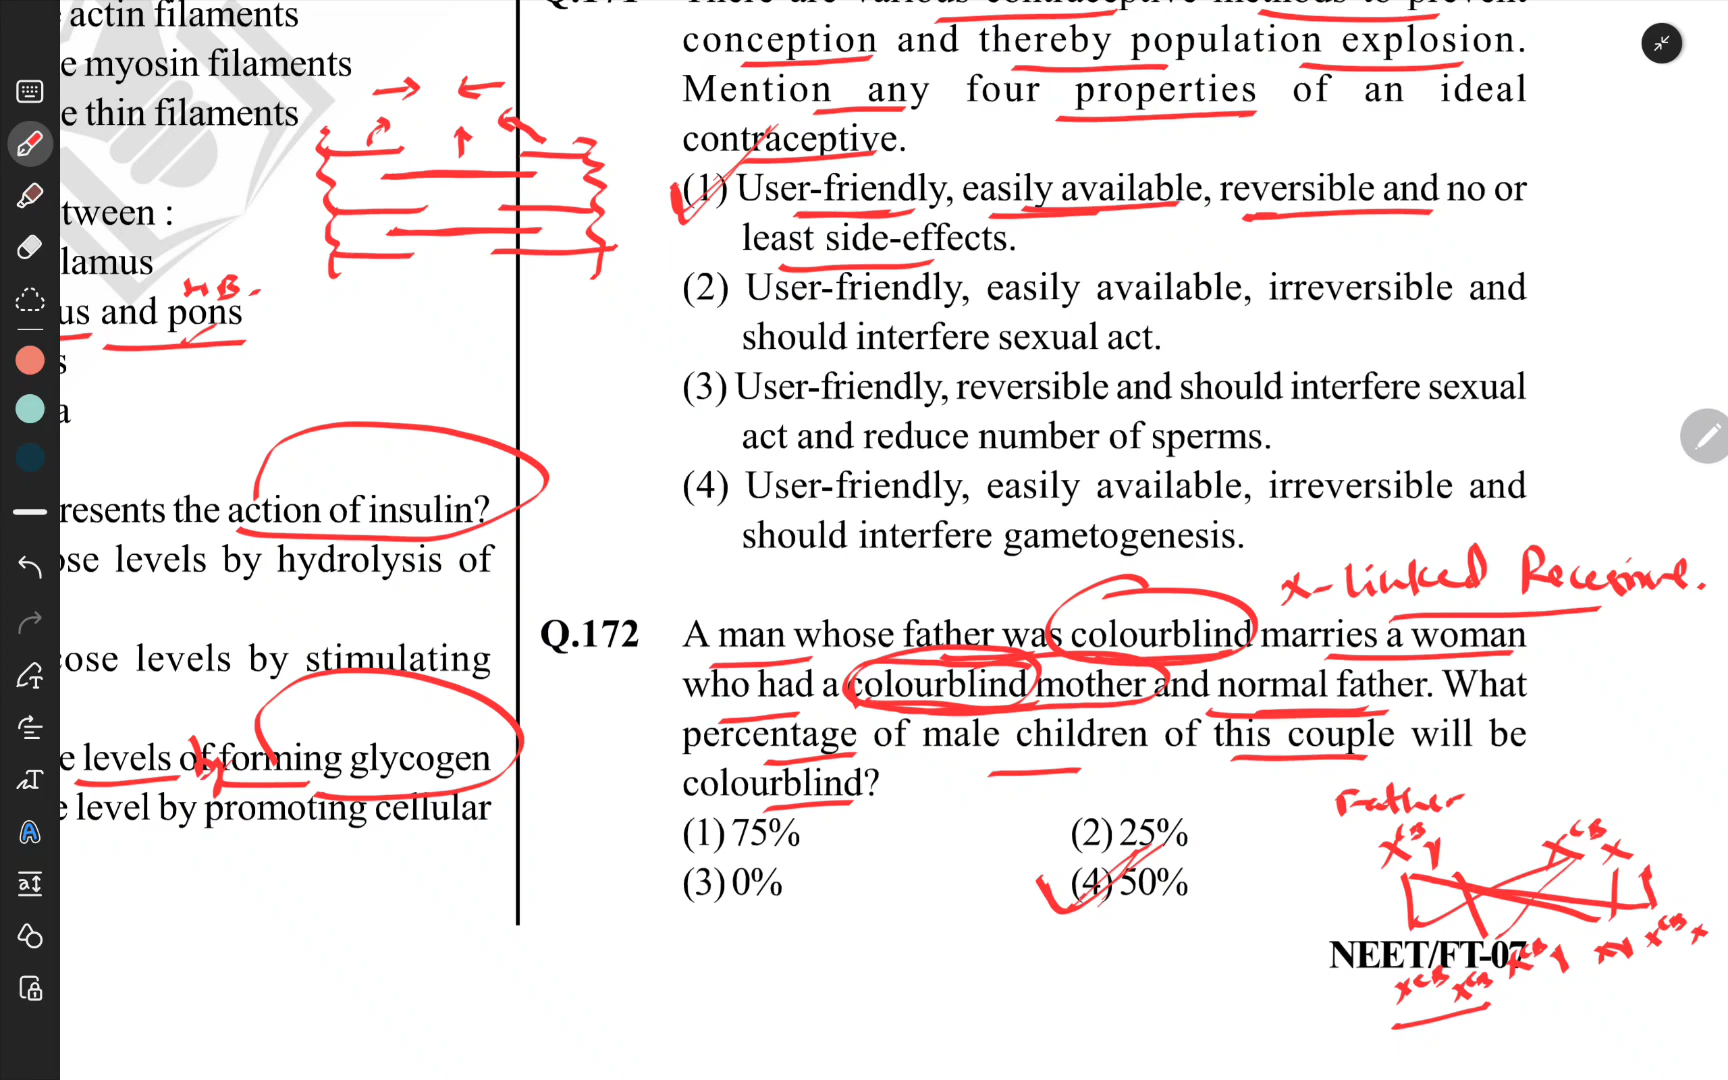 actin filaments
e myosin filaments
e thin filaments
tween :
lamus
H B.
us and pons
s
a
resents the action of insulin?
ose levels by hydrolysis of
ose levels by stimulating
e levels of by forming glycogen
e level by promoting cellular
conception and thereby population explosion.
Mention any four properties of an ideal
contraceptive.
(1) User-friendly, easily available, reversible and no or
least side-effects.
(2) User-friendly, easily available, irreversible and
should interfere sexual act.
(3) User-friendly, reversible and should interfere sexual
act and reduce number of sperms.
(4) User-friendly, easily available, irreversible and
should interfere gametogenesis.
X-Linked Recessive.
Q.172 A man whose father was colourblind marries a woman
who had a colourblind mother and normal father. What
percentage of male children of this couple will be
colourblind?
Father
(1) 75% (2) 25%
(3) 0% (4) 50%
NEET/FT-07